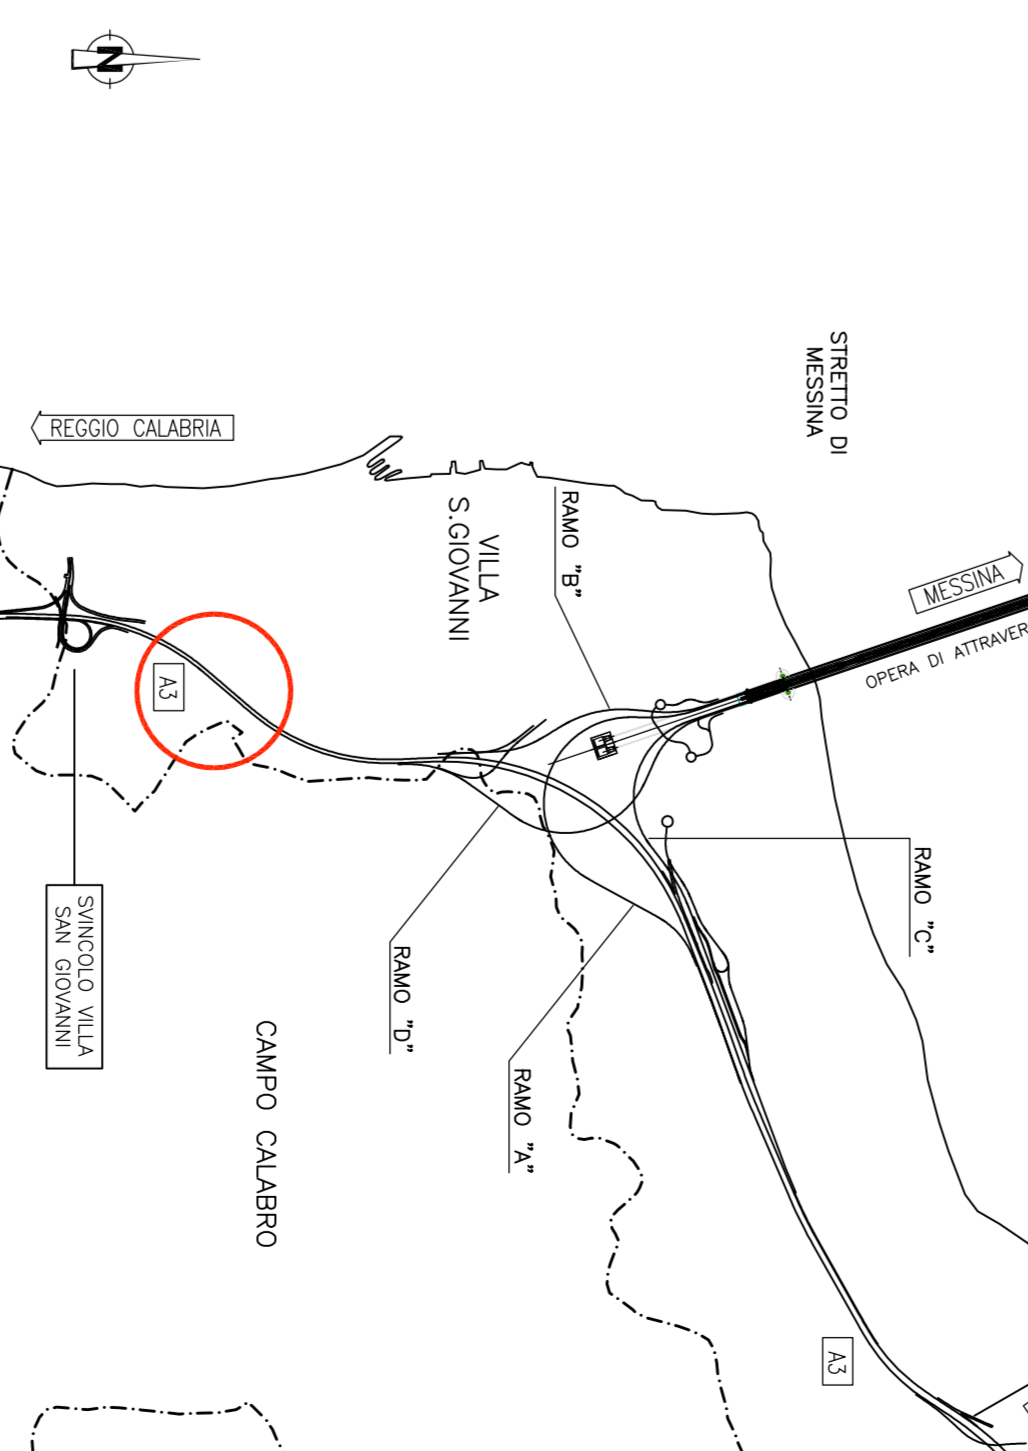 N
STRETTO DI
MESSINA
REGGIO CALABRIA
VILLA
S.GIOVANNI
RAMO "B"
MESSINA
OPERA DI ATTRAVER
A3
RAMO "C"
SVINCOLO VILLA
SAN GIOVANNI
RAMO "D"
CAMPO CALABRO
RAMO "A"
A3